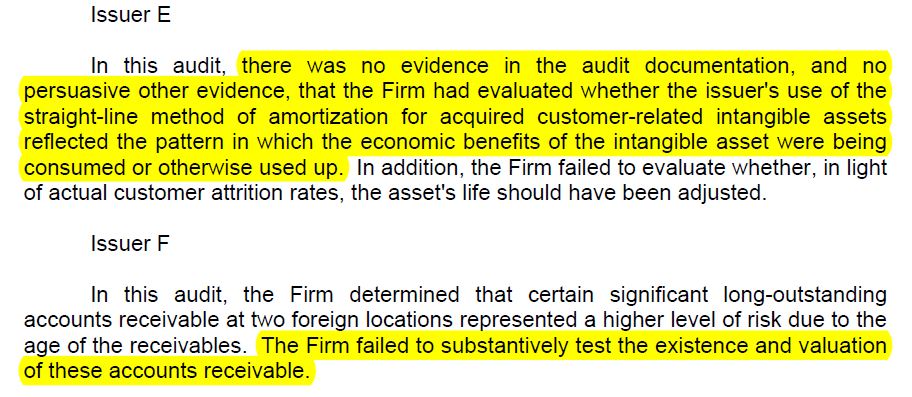 Issuer E
In this audit, there was no evidence in the audit documentation, and no
persuasive other evidence, that the Firm had evaluated whether the issuer's use of the
straight-line method of amortization for acquired customer-related intangible assets
reflected the pattern in which the economic benefits of the intangible asset were being
consumed or otherwise used up. In addition, the Firm failed to evaluate whether, in light
of actual customer attrition rates, the asset's life should have been adjusted.
Issuer F
In this audit, the Firm determined that certain significant long-outstanding
accounts receivable at two foreign locations represented a higher level of risk due to the
age of the receivables. The Firm failed to substantively test the existence and valuation
of these accounts receivable.